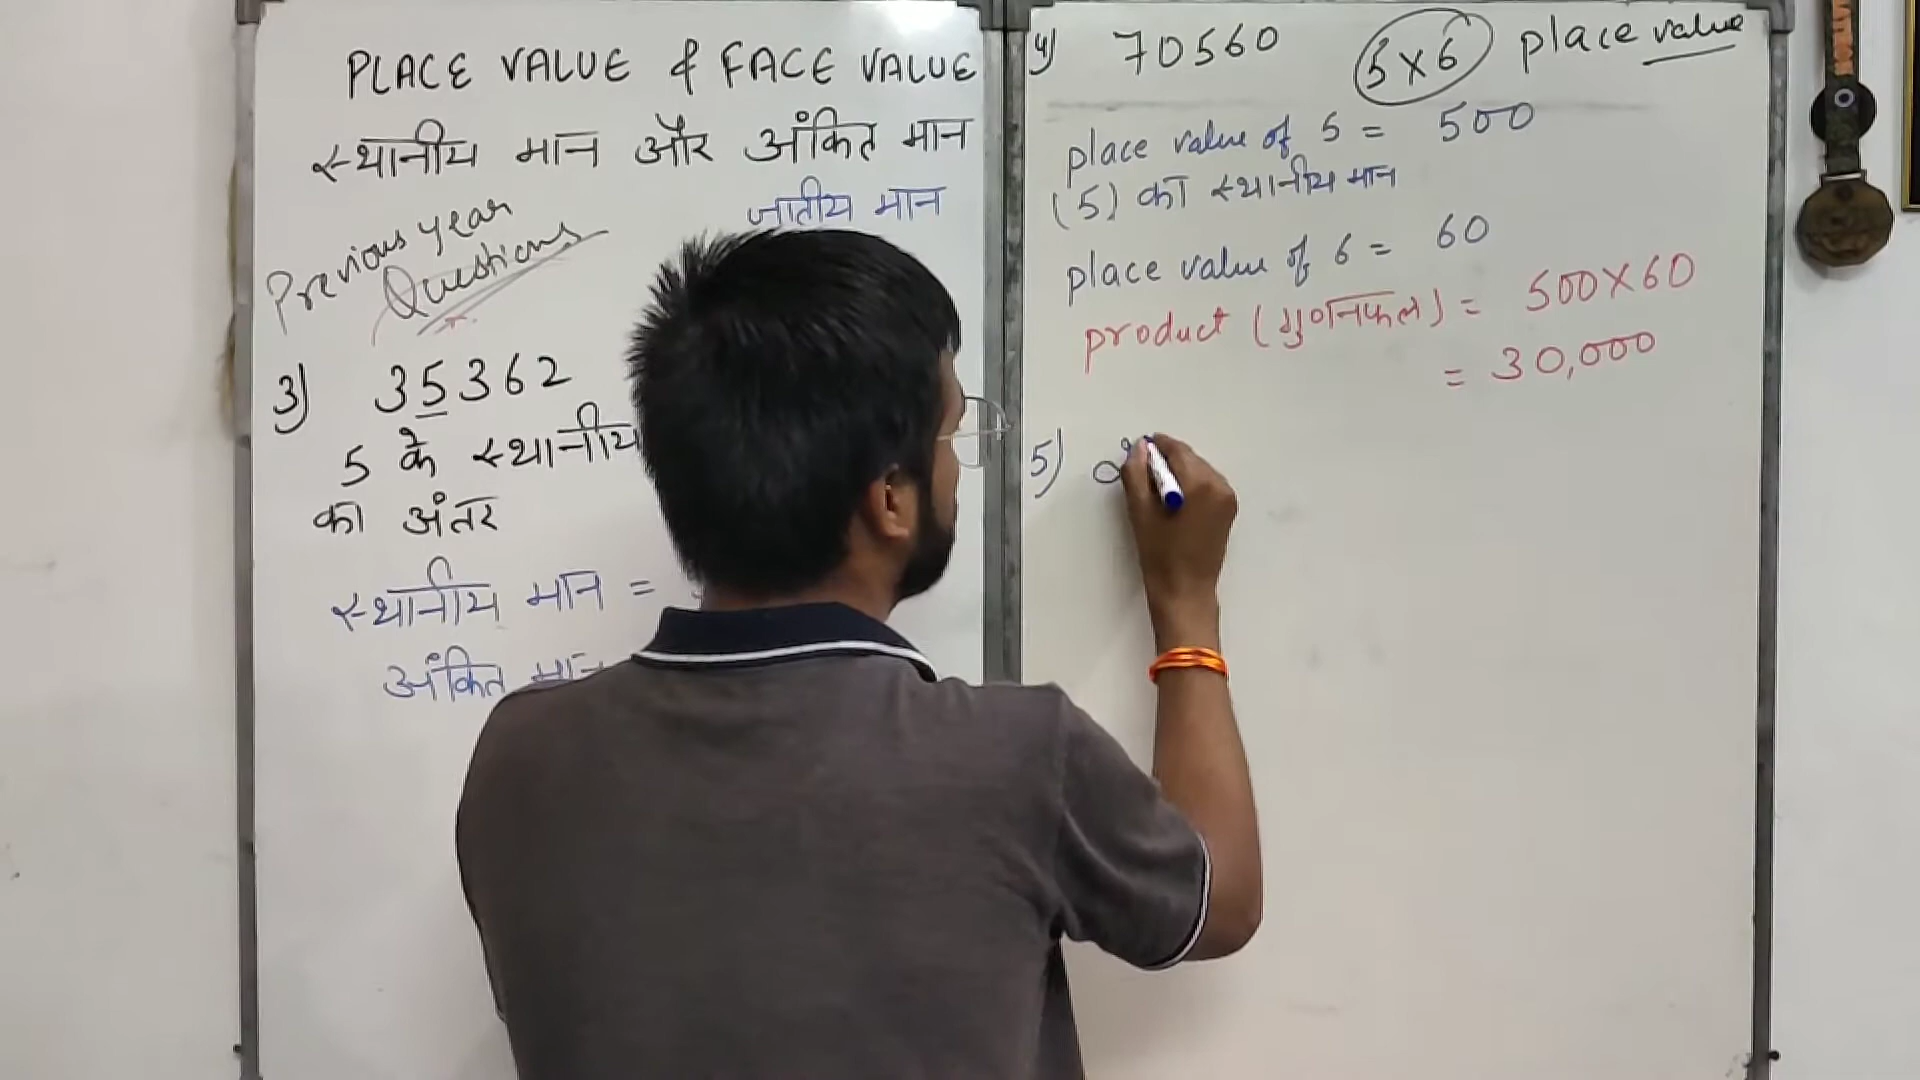 PLACE VALUE & FACE VALUE
स्थानीय मान और अंकित मान
जातीय मान
Previous year
Questions
3) 35362
5 के स्थानीय
का अंतर
स्थानीय मान =
अंकित मान
4) 70560 5×6 place value
place value of 5 = 500
(5) का स्थानीय मान
place value of 6 = 60
product (गुणनफल) = 500×60
= 30,000
5)